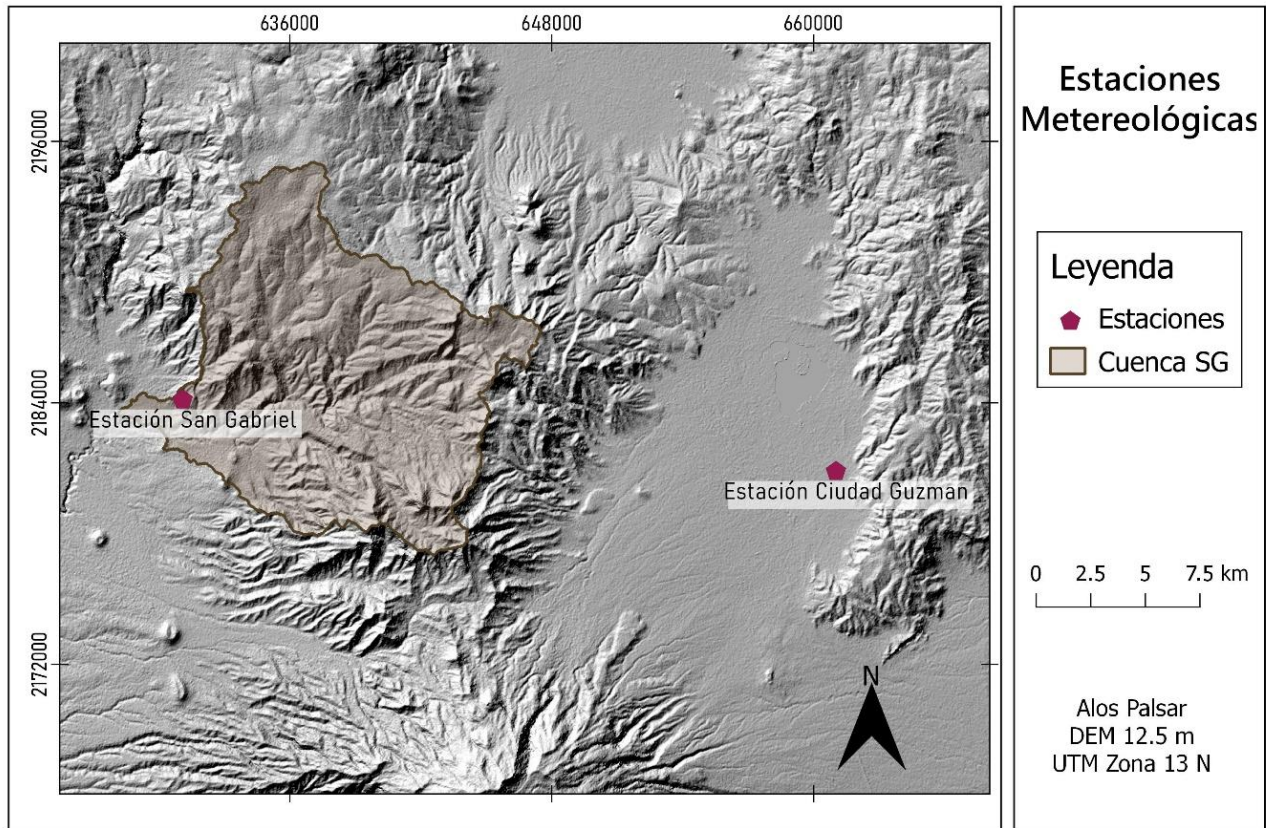 636000
648000
660000
2196000
2184000
2172000
Estación San Gabriel
Estación Ciudad Guzman
N
Estaciones
Metereológicas
Leyenda
Estaciones
Cuenca SG
0 2.5 5 7.5 km
Alos Palsar
DEM 12.5 m
UTM Zona 13 N